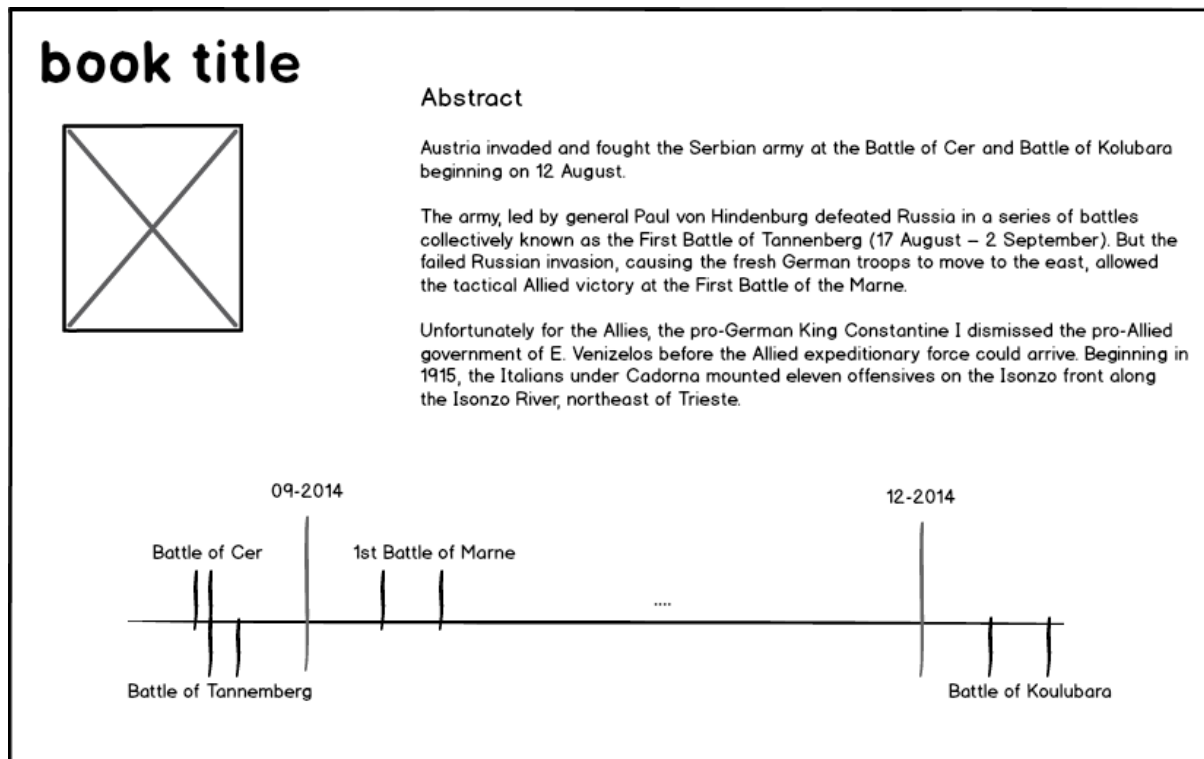 book title
Abstract
Austria invaded and fought the Serbian army at the Battle of Cer and Battle of Kolubara
beginning on 12 August.
The army, led by general Paul von Hindenburg defeated Russia in a series of battles
collectively known as the First Battle of Tannenberg (17 August – 2 September). But the
failed Russian invasion, causing the fresh German troops to move to the east, allowed
the tactical Allied victory at the First Battle of the Marne.
Unfortunately for the Allies, the pro-German King Constantine I dismissed the pro-Allied
government of E. Venizelos before the Allied expeditionary force could arrive. Beginning in
1915, the Italians under Cadorna mounted eleven offensives on the Isonzo front along
the Isonzo River, northeast of Trieste.
09-2014
12-2014
Battle of Cer
1st Battle of Marne
....
Battle of Tannemberg
Battle of Koulubara